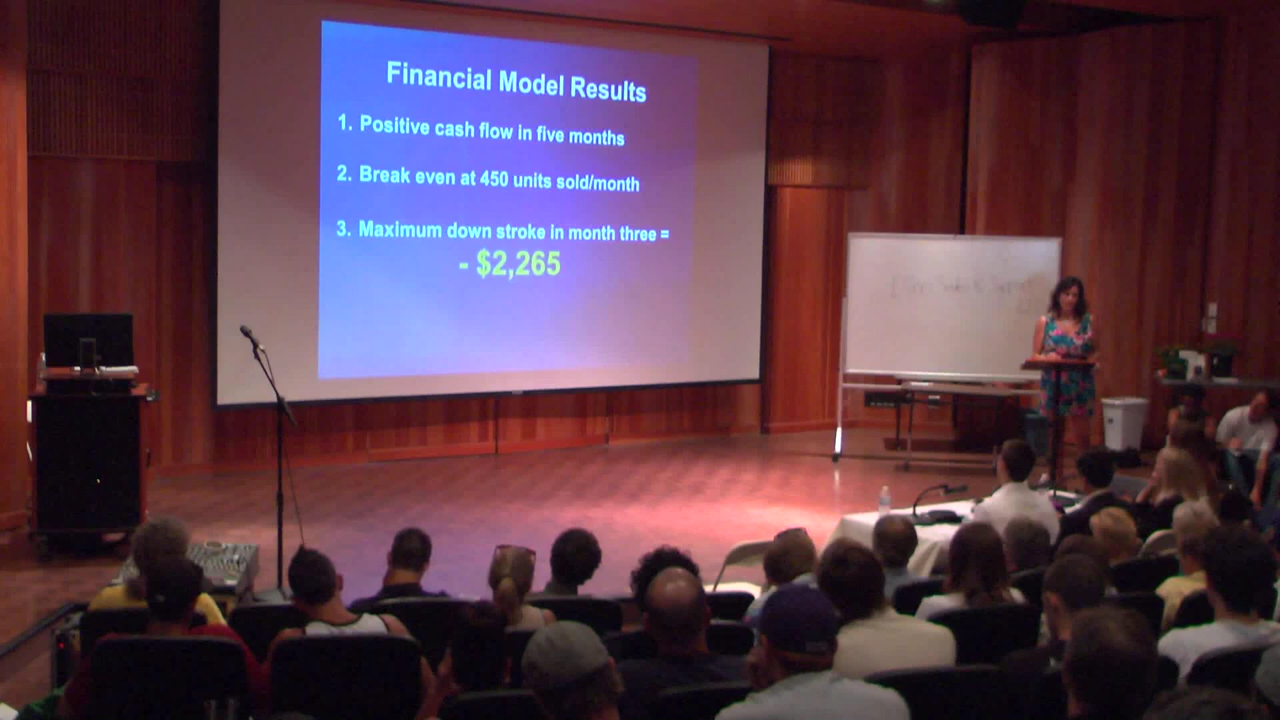 Financial Model Results
1. Positive cash flow in five months
2. Break even at 450 units sold/month
3. Maximum down stroke in month three =
- $2,265